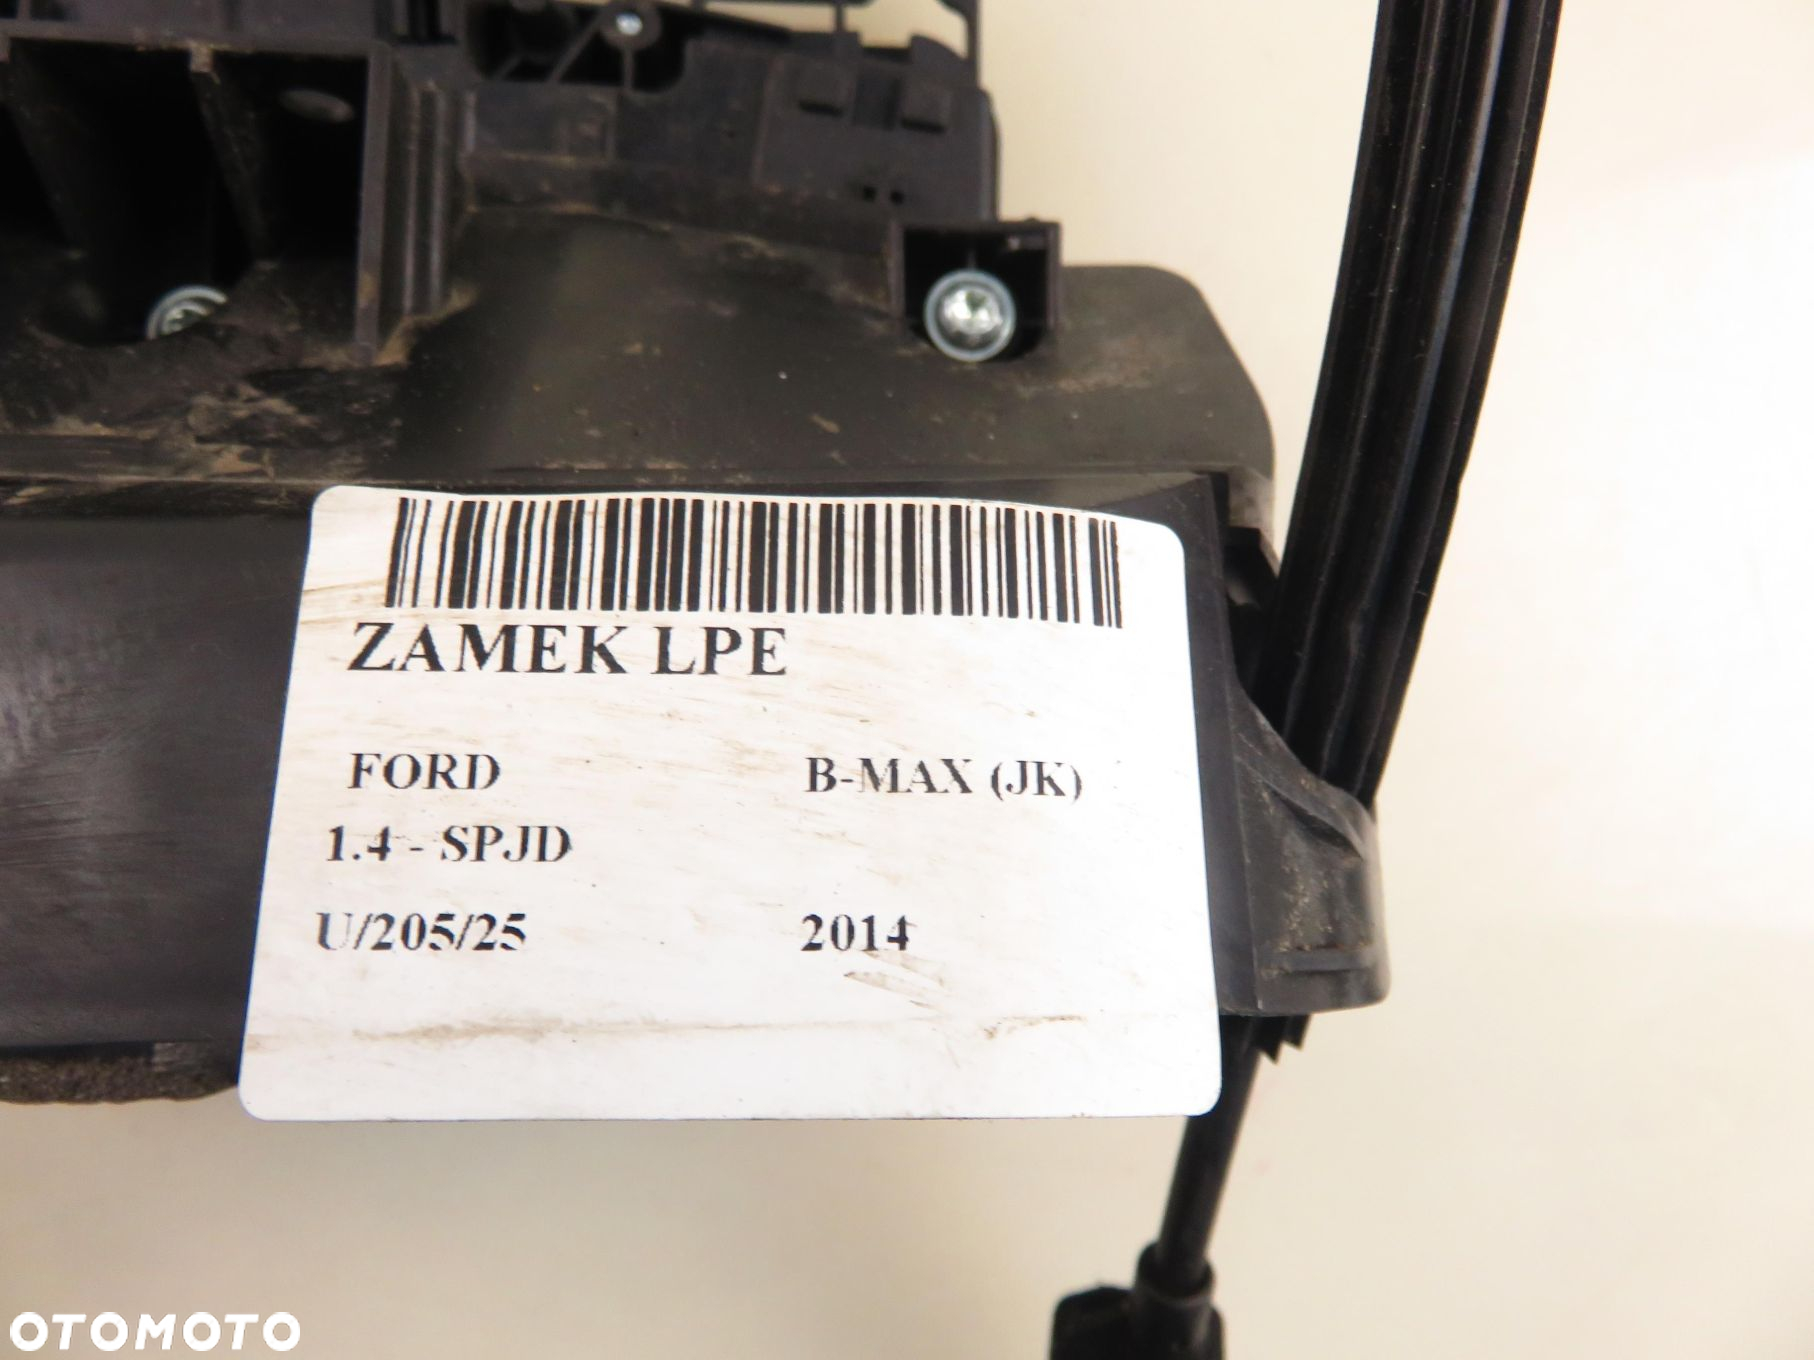 ZAMEK LPE
FORD B-MAX (JK)
1.4 - SPJD
U/205/25 2014
OTOMOTO